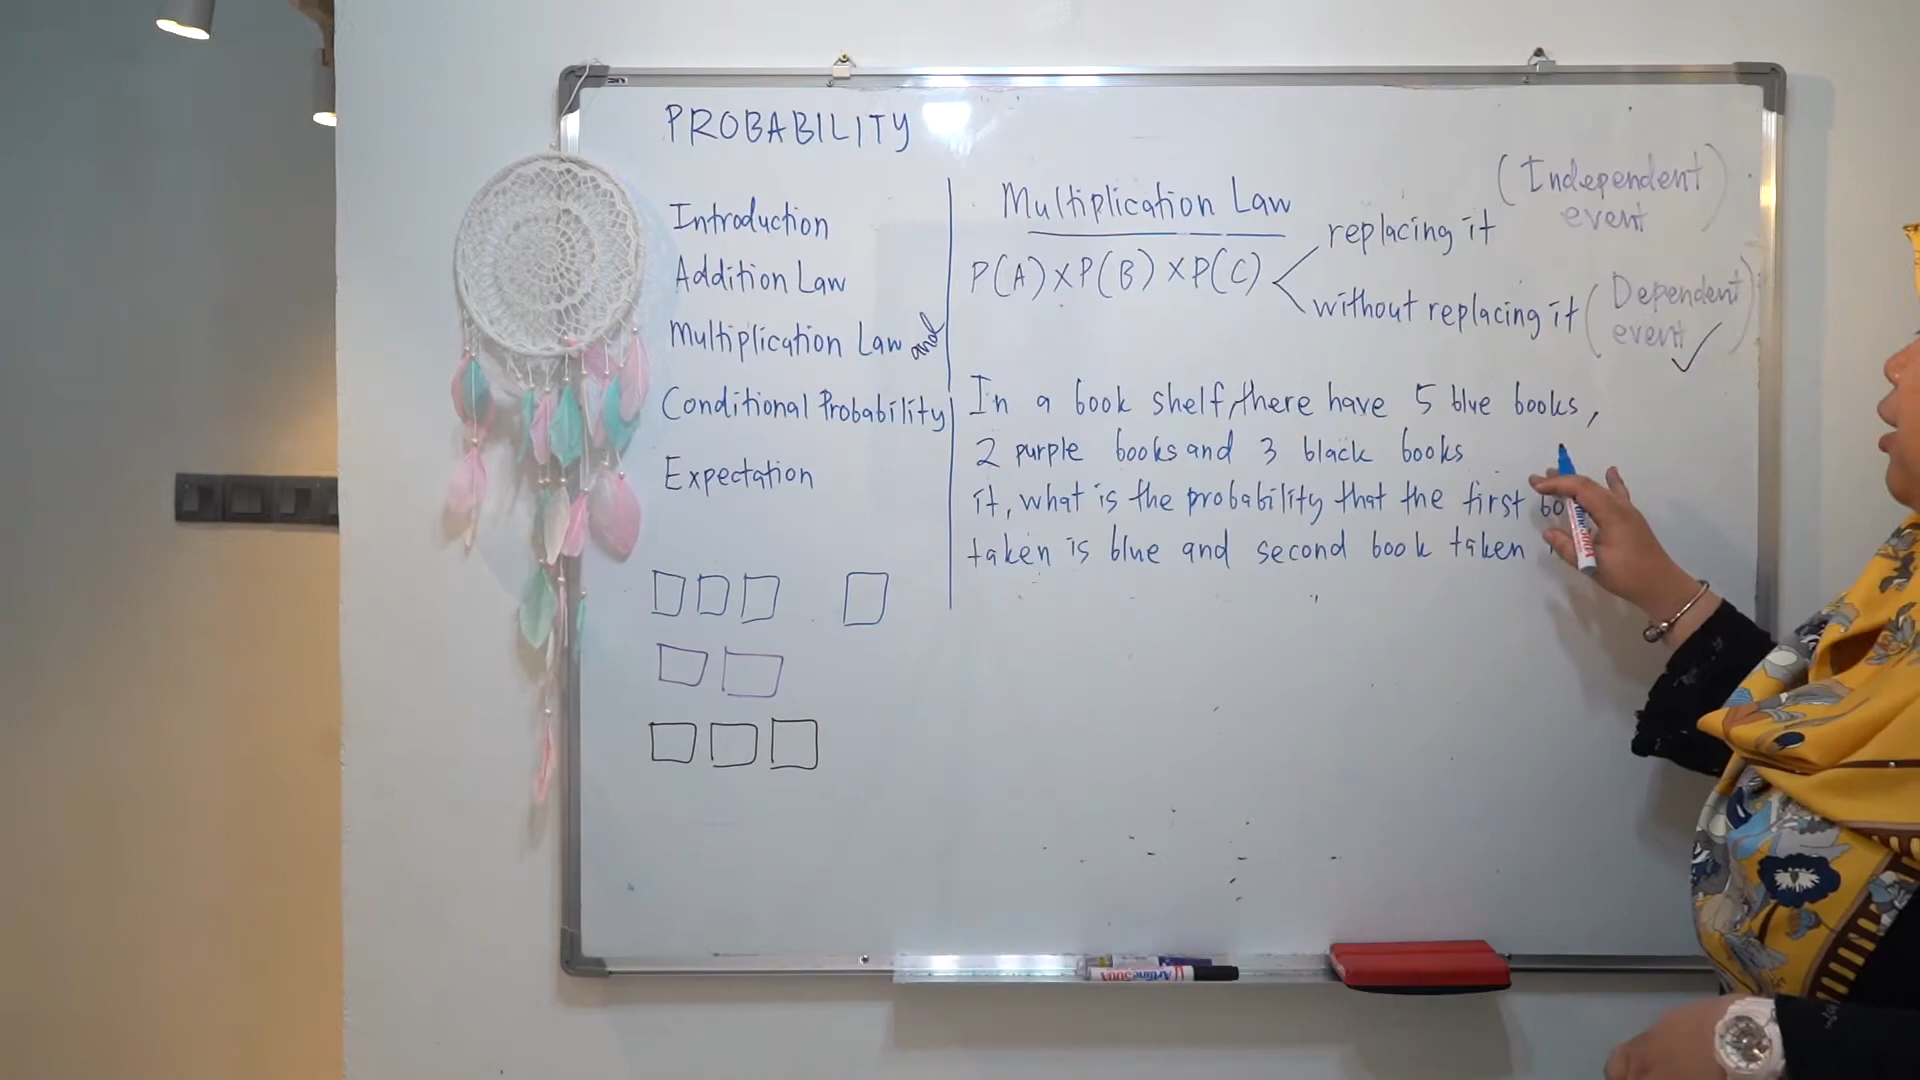 PROBABILITY
Introduction
Addition Law
Multiplication Law and
Conditional Probability
Expectation
Multiplication Law
P(A) x P(B) x P(C)
replacing it
(Independent
event)
without replacing it
(Dependent
event)
In a book shelf, there have 5 blue books,
2 purple books and 3 black books
it, what is the probability that the first
taken is blue and second book taken
Artline 500A